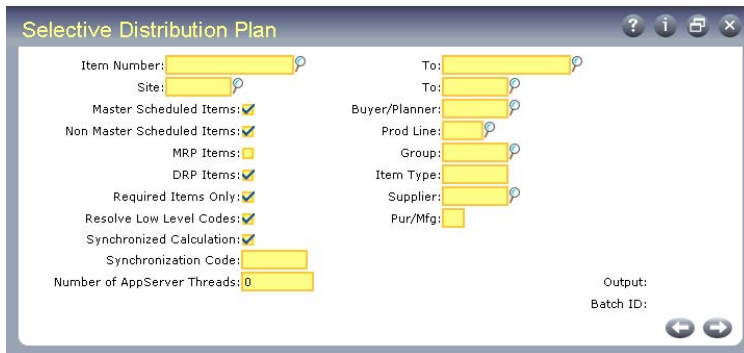 Selective Distribution Plan
Item Number: To:
Site: To:
Master Scheduled Items: Buyer/Planner:
Non Master Scheduled Items: Prod Line:
MRP Items: Group:
DRP Items: Item Type:
Required Items Only: Supplier:
Resolve Low Level Codes: Pur/Mfg:
Synchronized Calculation:
Synchronization Code:
Number of AppServer Threads: 0 Output:
Batch ID: